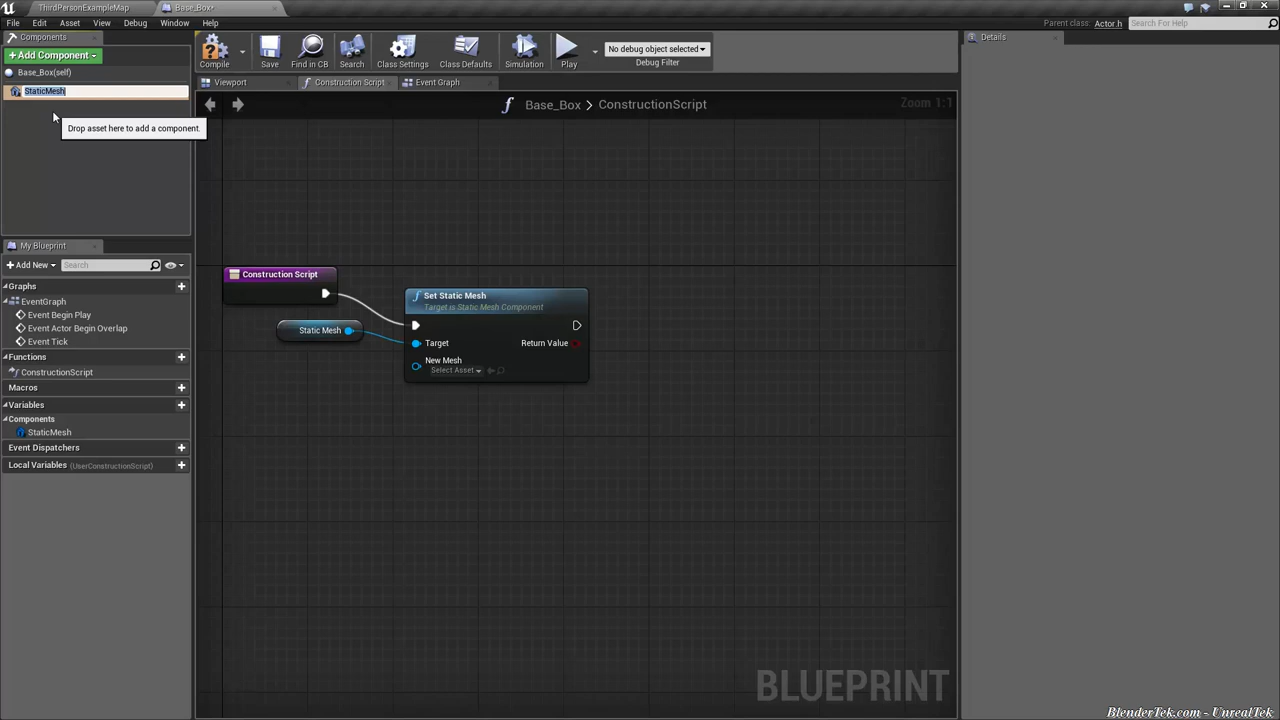 ThirdPersonExampleMap
Base_Box*
File Edit Asset View Debug Window Help
Parent class: Actor.h
Search For Help
Components
+Add Component
Base_Box(self)
StaticMesh
Drop asset here to add a component.
Compile
Save
Find in CB
Search
Class Settings
Class Defaults
Simulation
Play
No debug object selected
Debug Filter
Details
Viewport
Construction Script
Event Graph
Base_Box > ConstructionScript
Zoom 1:1
My Blueprint
+Add New
Search
Graphs
EventGraph
Event Begin Play
Event Actor Begin Overlap
Event Tick
Functions
ConstructionScript
Macros
Variables
Components
StaticMesh
Event Dispatchers
Local Variables (UserConstructionScript)
Construction Script
Static Mesh
Set Static Mesh
Target is Static Mesh Component
Target
Return Value
New Mesh
Select Asset
BLUEPRINT
BlenderTek.com - UnrealTek